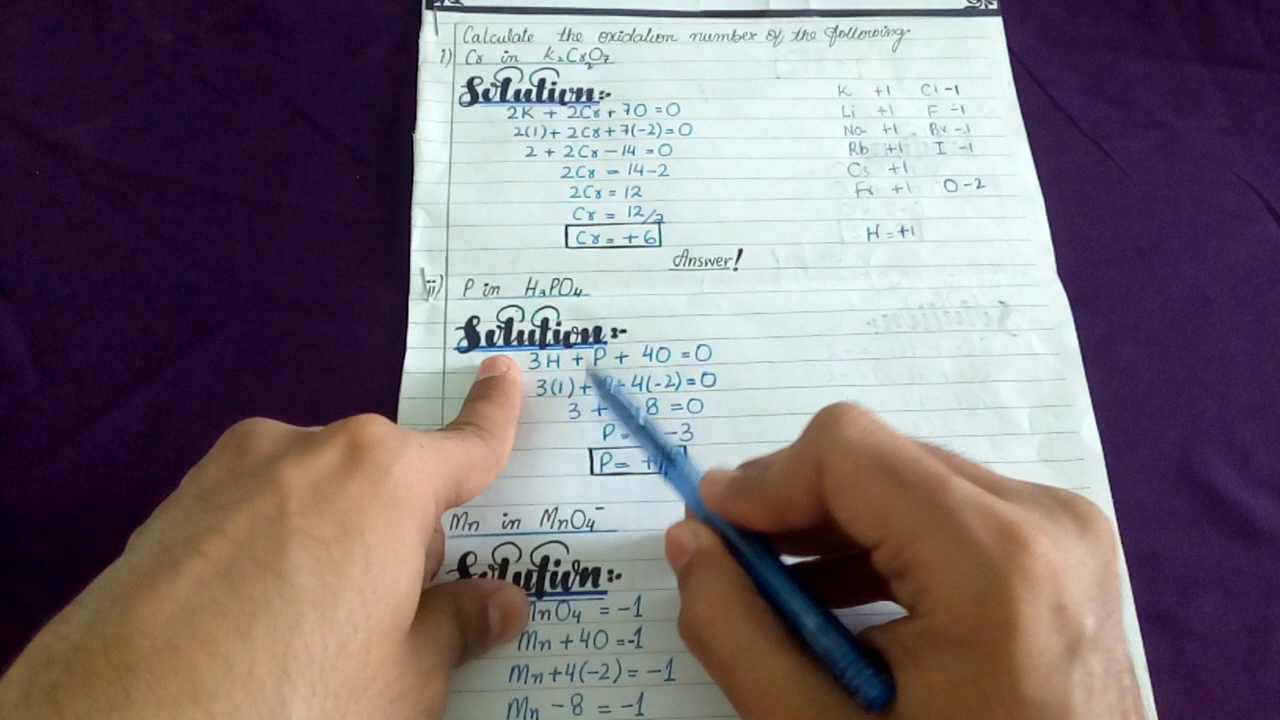 Calculate the oxidation number of the following.
i) Cr in K₂Cr₂O₇
Solution:-
2K + 2Cr + 7O = 0
2(1) + 2Cr + 7(-2) = 0
2 + 2Cr - 14 = 0
2Cr = 14 - 2
2Cr = 12
Cr = 12/2
Cr = +6
Answer!
K +1 Cl -1
Li +1 F -1
Na +1 Br -1
Rb +1 I -1
Cs +1
Fr +1 O -2
H = +1
ii) P in H₃PO₄
Solution:-
3H + P + 4O = 0
3(1) + 4(-2) = 0
3 + 8 = 0
P = -3
P = +
Mn in MnO₄⁻
Solution:-
MnO₄ = -1
Mn + 4O = -1
Mn + 4(-2) = -1
Mn - 8 = -1